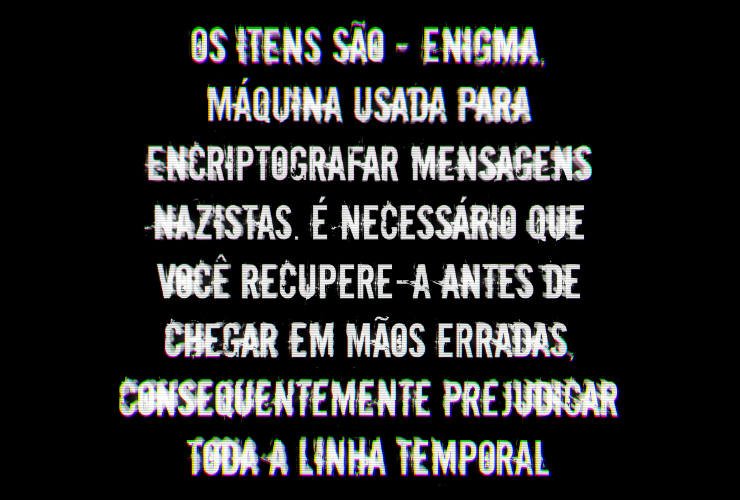 OS ITENS SÃO - ENIGMA,
MÁQUINA USADA PARA
ENCRIPTOGRAFAR MENSAGENS
NAZISTAS. É NECESSÁRIO QUE
VOCÊ RECUPERE-A ANTES DE
CHEGAR EM MÃOS ERRADAS,
CONSEQUENTEMENTE PREJUDICAR
TODA A LINHA TEMPORAL